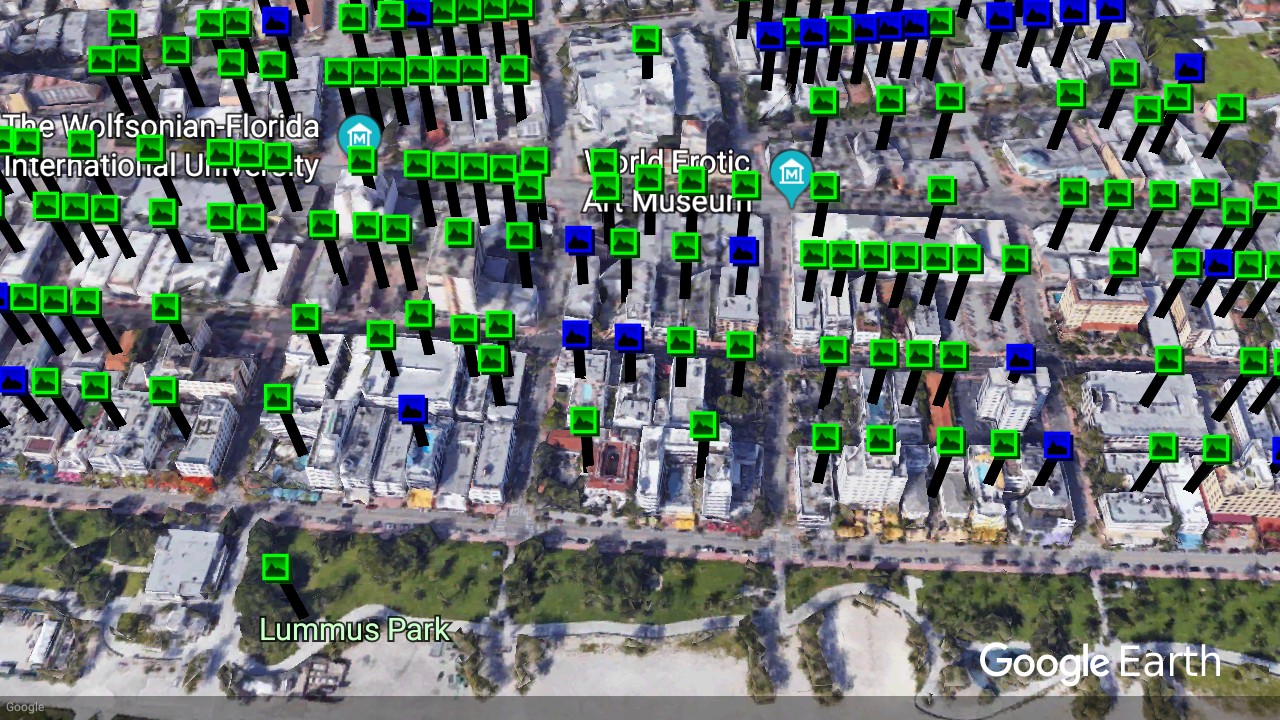 The Wolfsonian-Florida
International University
World Erotic
Art Museum
Lummus Park
Google Earth
Google